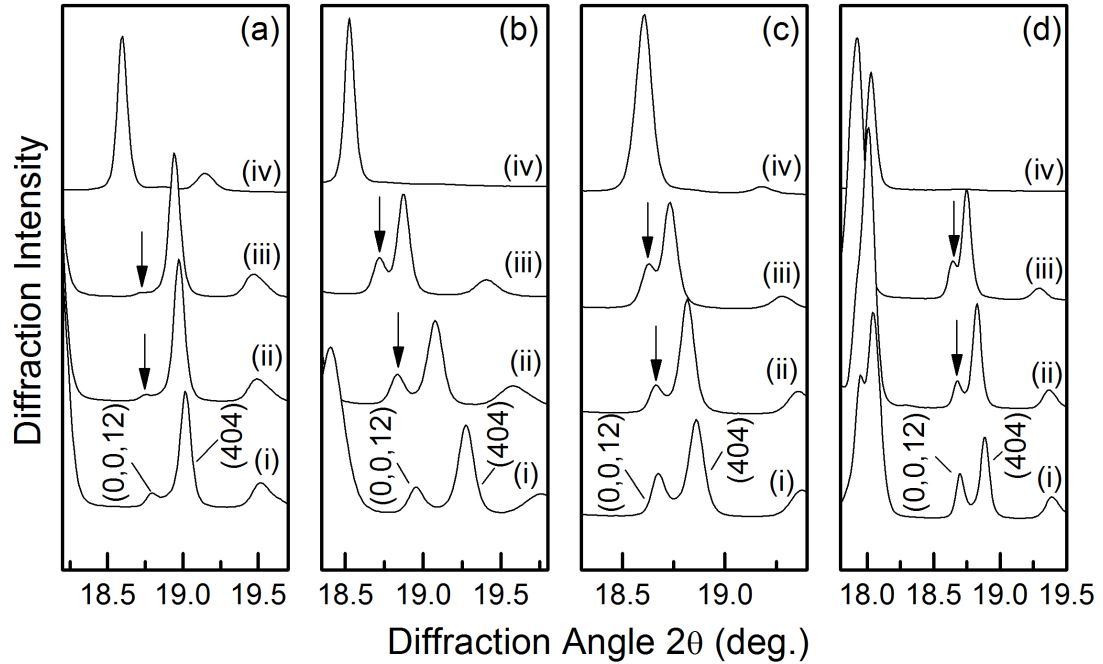 Diffraction Intensity
(a)
(iv)
(iii)
(ii)
(i)
(0,0,12)
(404)
18.5 19.0 19.5
(b)
(iv)
(iii)
(ii)
(i)
(0,0,12)
(404)
18.5 19.0 19.5
(c)
(iv)
(iii)
(ii)
(i)
(0,0,12)
(404)
18.5 19.0
(d)
(iv)
(iii)
(ii)
(i)
(0,0,12)
(404)
18.0 18.5 19.0 19.5
Diffraction Angle 2θ (deg.)